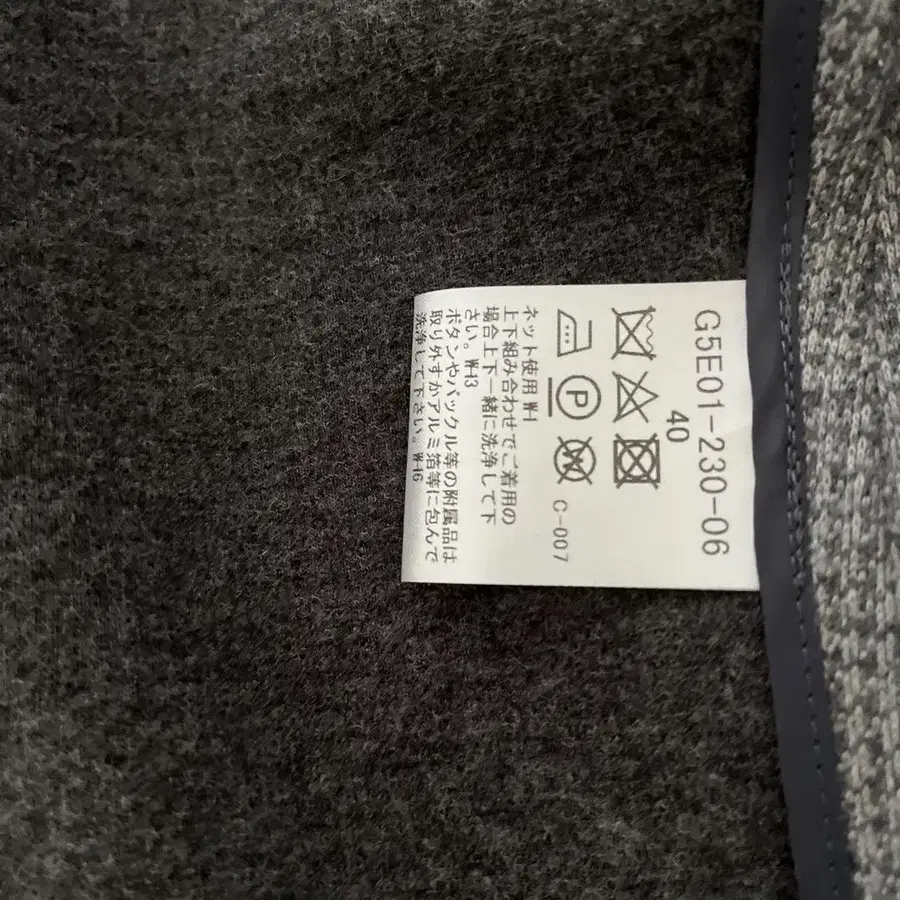 G5E01-230-06
40
P
W
C-007
ネット使用 W-1
上下組み合わせでご着用の
場合上下一緒に洗浄して下
さい。W-13
ボタンやバックル等の附属品は
取り外すかアルミ箔等に包んで
洗浄して下さい。W-16